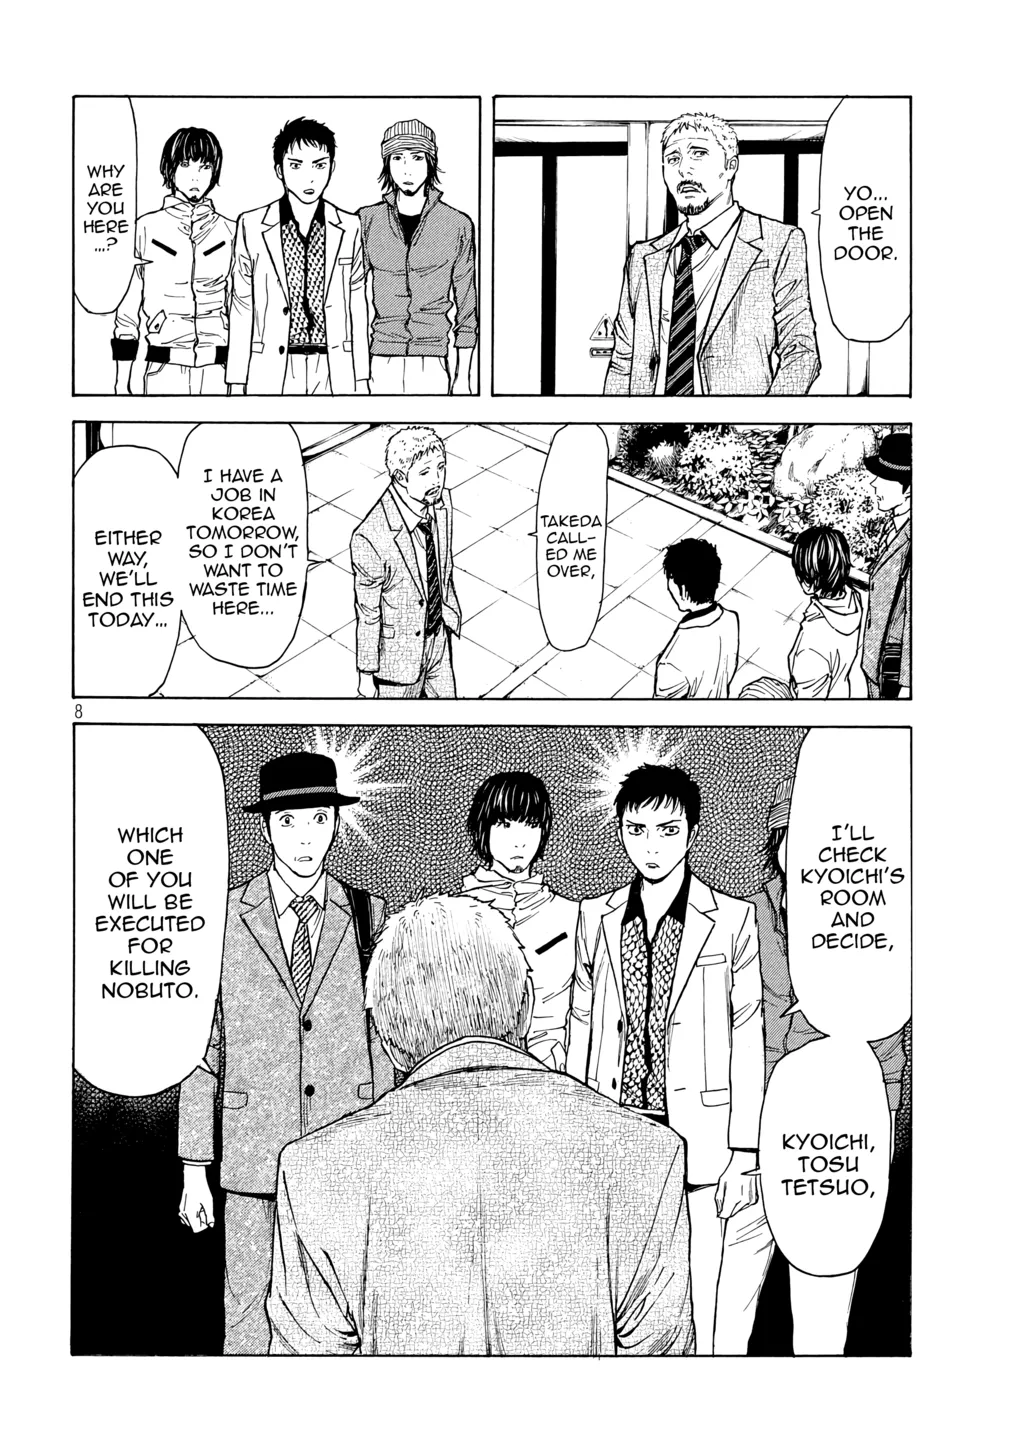 YO...
OPEN
THE
DOOR.
WHY
ARE
YOU
HERE
...?
TAKEDA
CALL-
ED ME
OVER,
I HAVE A
JOB IN
KOREA
TOMORROW,
SO I DON'T
WANT TO
WASTE TIME
HERE...
EITHER
WAY,
WE'LL
END THIS
TODAY...
8
I'LL
CHECK
KYOICHI'S
ROOM
AND
DECIDE,
KYOICHI,
TOSU
TETSUO,
WHICH
ONE
OF YOU
WILL BE
EXECUTED
FOR
KILLING
NOBUTO.